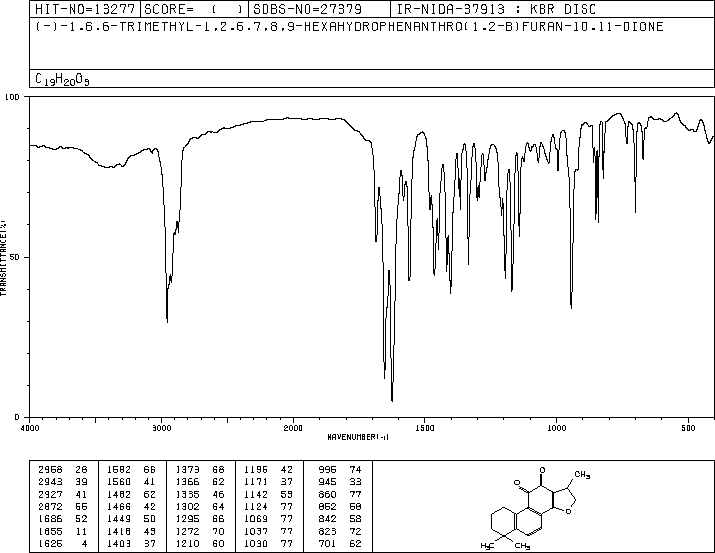 HIT-NO=13277 SCORE= ( ) SDBS-NO=27379 IR-NIDA-37913 : KBR DISC
(-)-1,6,6-TRIMETHYL-1,2,6,7,8,9-HEXAHYDROPHENANTHRO(1,2-B)FURAN-10,11-DIONE
C19H20O3
100
50
0
TRANSMITTANCE(%)
4000 3000 2000 1500 1000 500
WAVENUMBER(-1)
2958 28 1582 66 1373 68 1196 42 996 74
2943 39 1560 41 1366 62 1171 37 945 33
2927 41 1482 62 1335 46 1142 59 860 77
2872 55 1466 42 1302 64 1124 77 852 58
1686 52 1449 50 1295 66 1069 77 842 58
1655 11 1418 49 1272 70 1037 77 823 72
1626 4 1403 37 1210 60 1030 77 701 62
O
CH3
O
O
H3C CH3